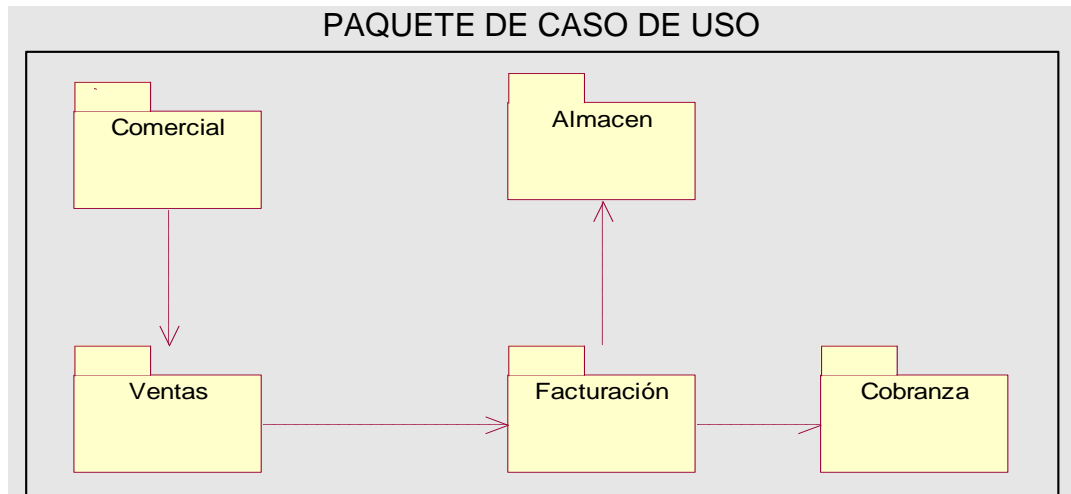 PAQUETE DE CASO DE USO
Comercial
Almacen
Ventas
Facturación
Cobranza